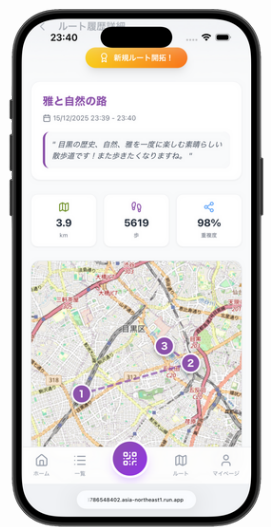 ルート履歴詳細
23:40
新規ルート開拓!
雅と自然の路
15/12/2025 23:39 - 23:40
" 目黒の歴史、自然、雅を一度に楽しむ素晴らしい
散歩道です！また歩きたくなりますね。 "
3.9
km
5619
歩
98%
重複度
目黒区
3
2
1
318
312
317
ホーム
一覧
ルート
マイページ
786548402.asia-northeast1.run.app